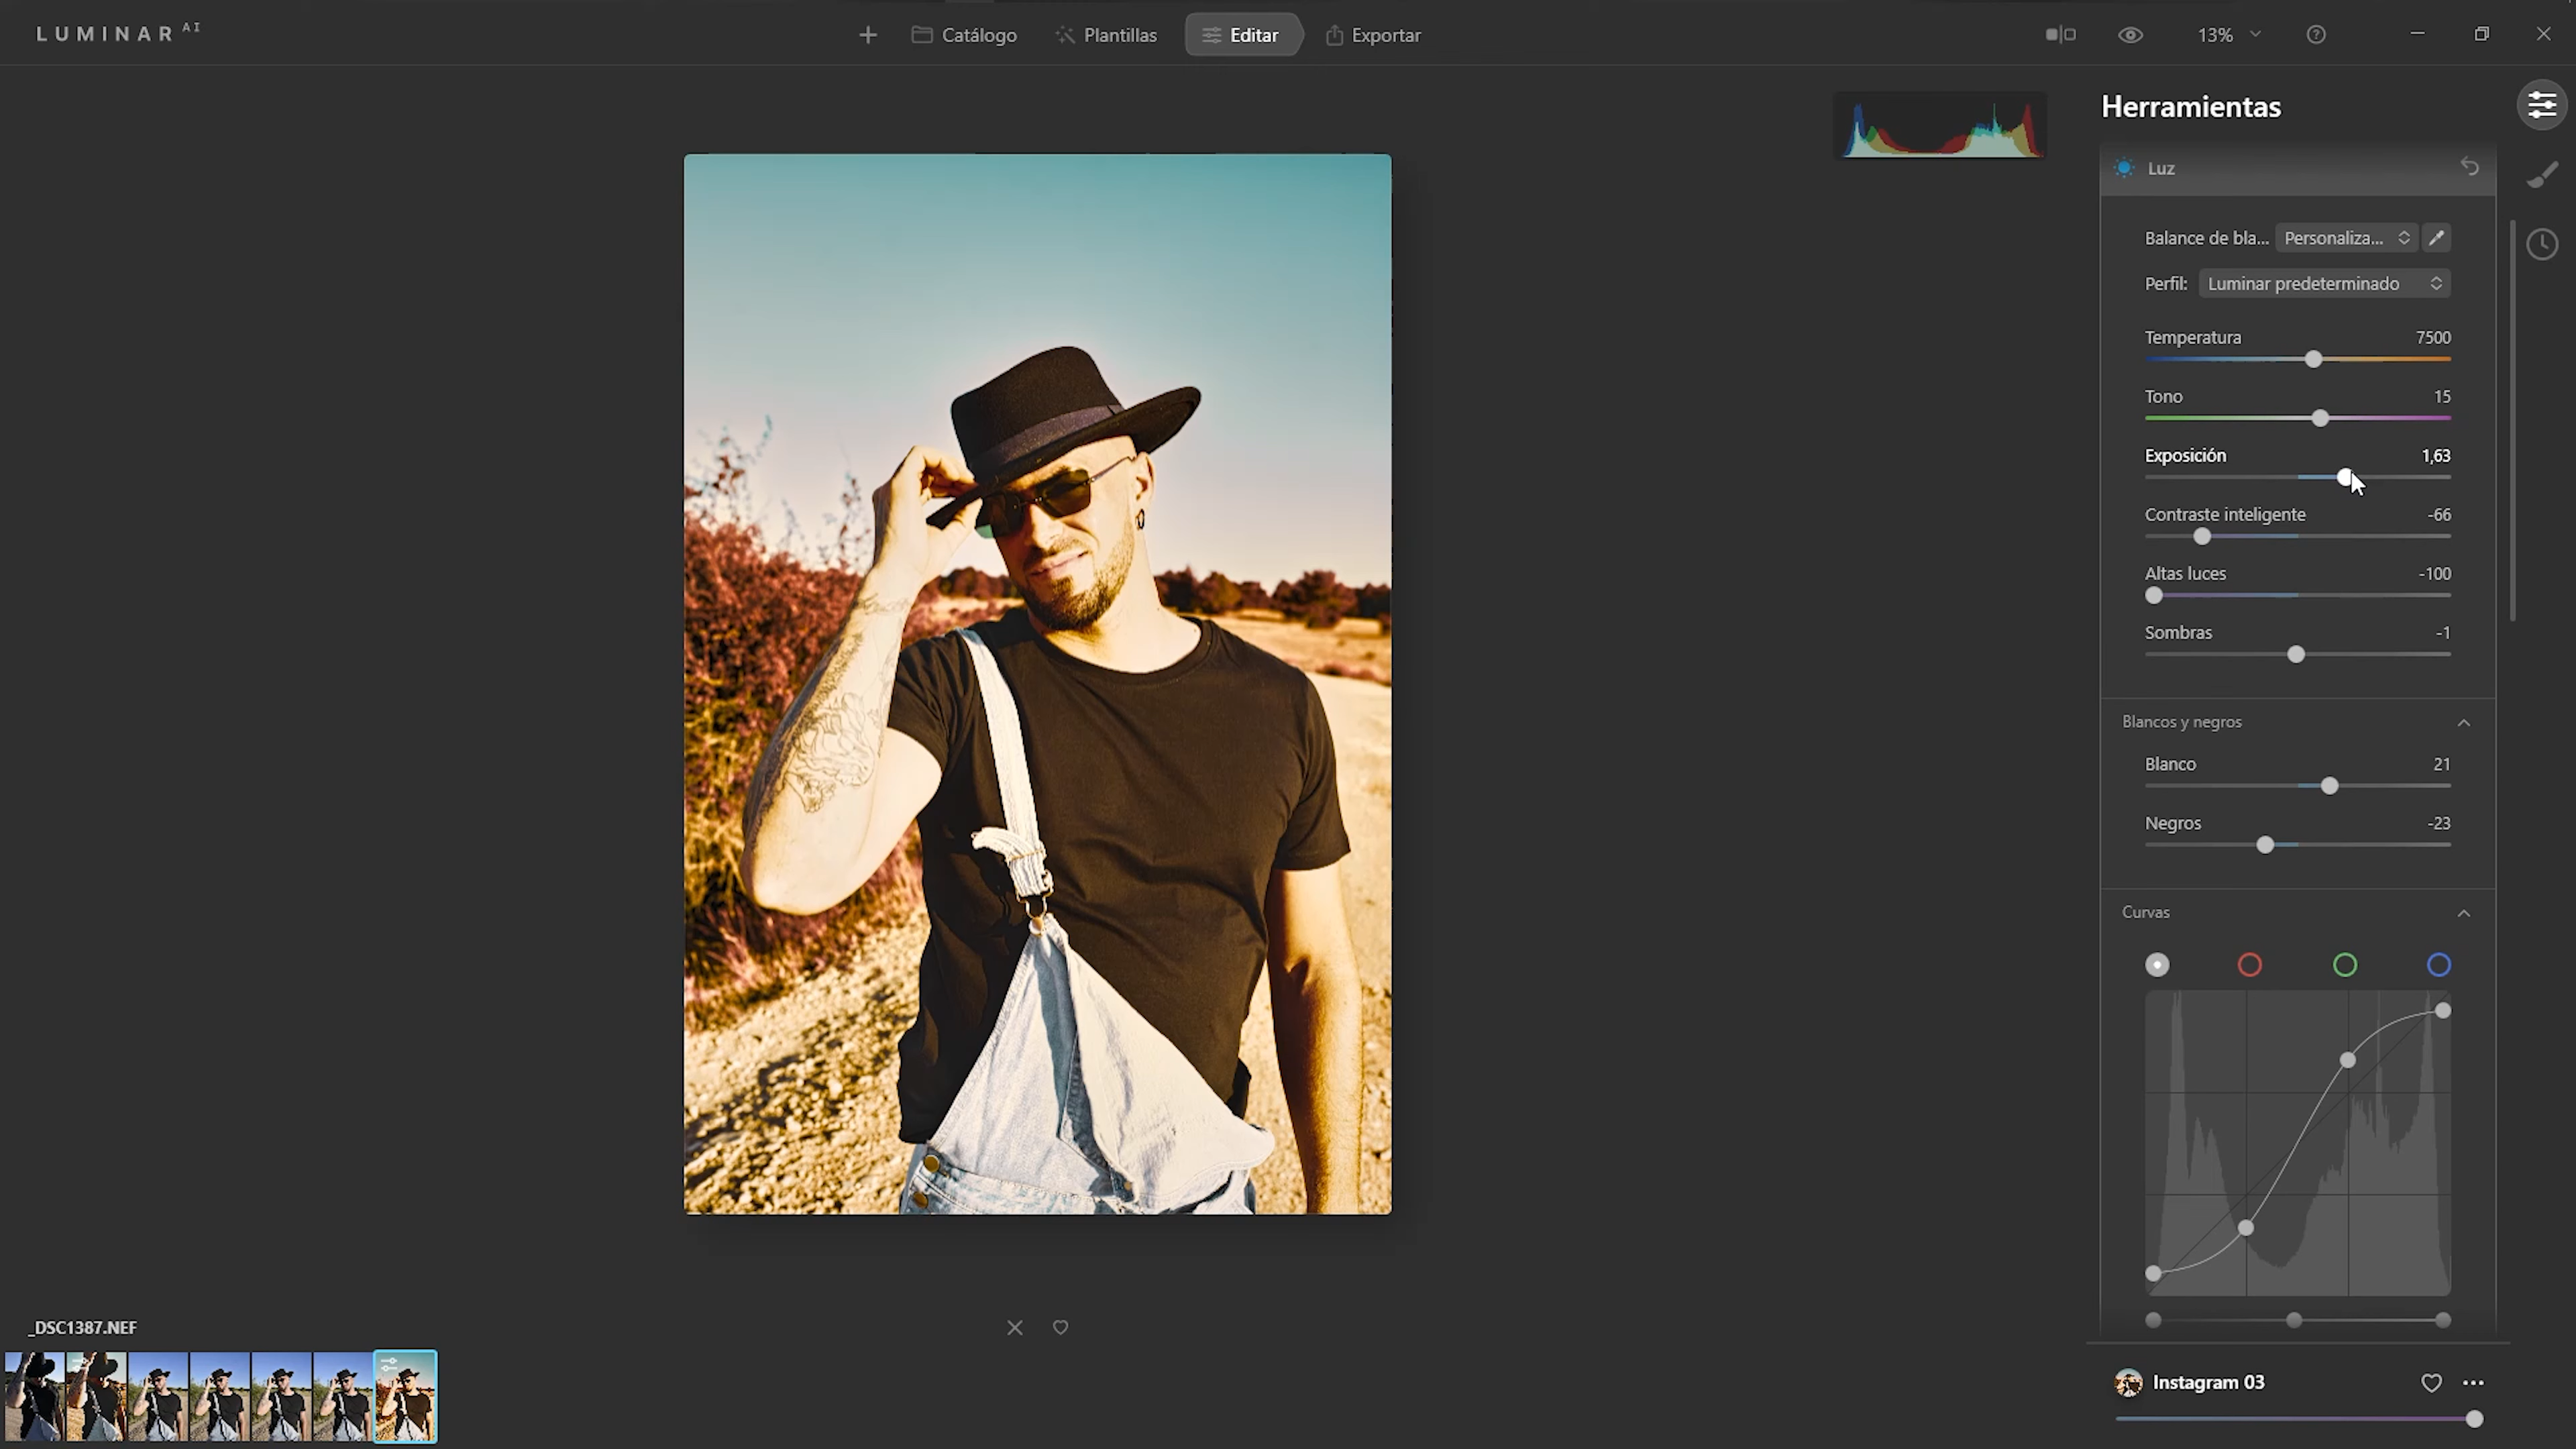 LUMINAR AI
Catálogo
Plantillas
Editar
Exportar
13%
Herramientas
Luz
Balance de bla... Personaliza...
Perfil: Luminar predeterminado
Temperatura 7500
Tono 15
Exposición 1,63
Contraste inteligente -66
Altas luces -100
Sombras -1
Blancos y negros
Blanco 21
Negros -23
Curvas
_DSC1387.NEF
Instagram 03